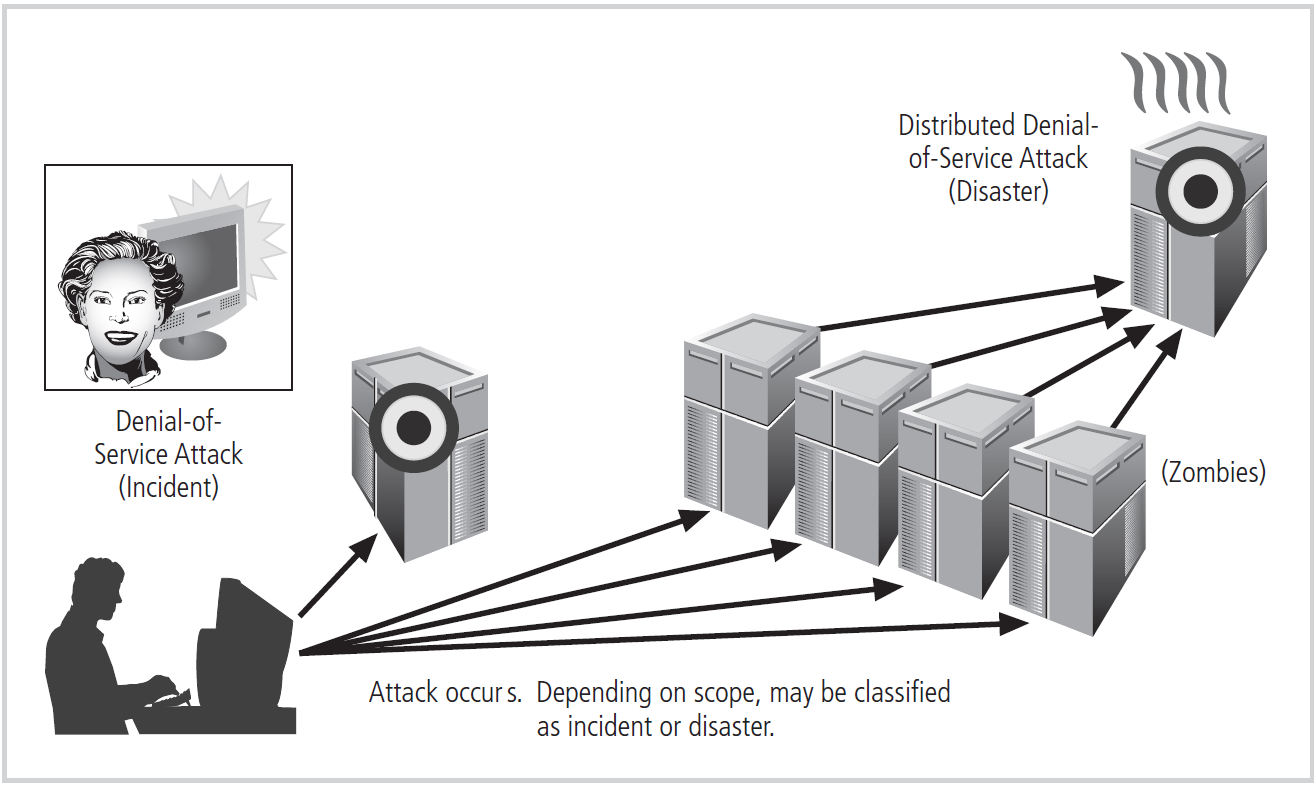 Distributed Denial-
of-Service Attack
(Disaster)
Denial-of-
Service Attack
(Incident)
(Zombies)
Attack occur s. Depending on scope, may be classified
as incident or disaster.